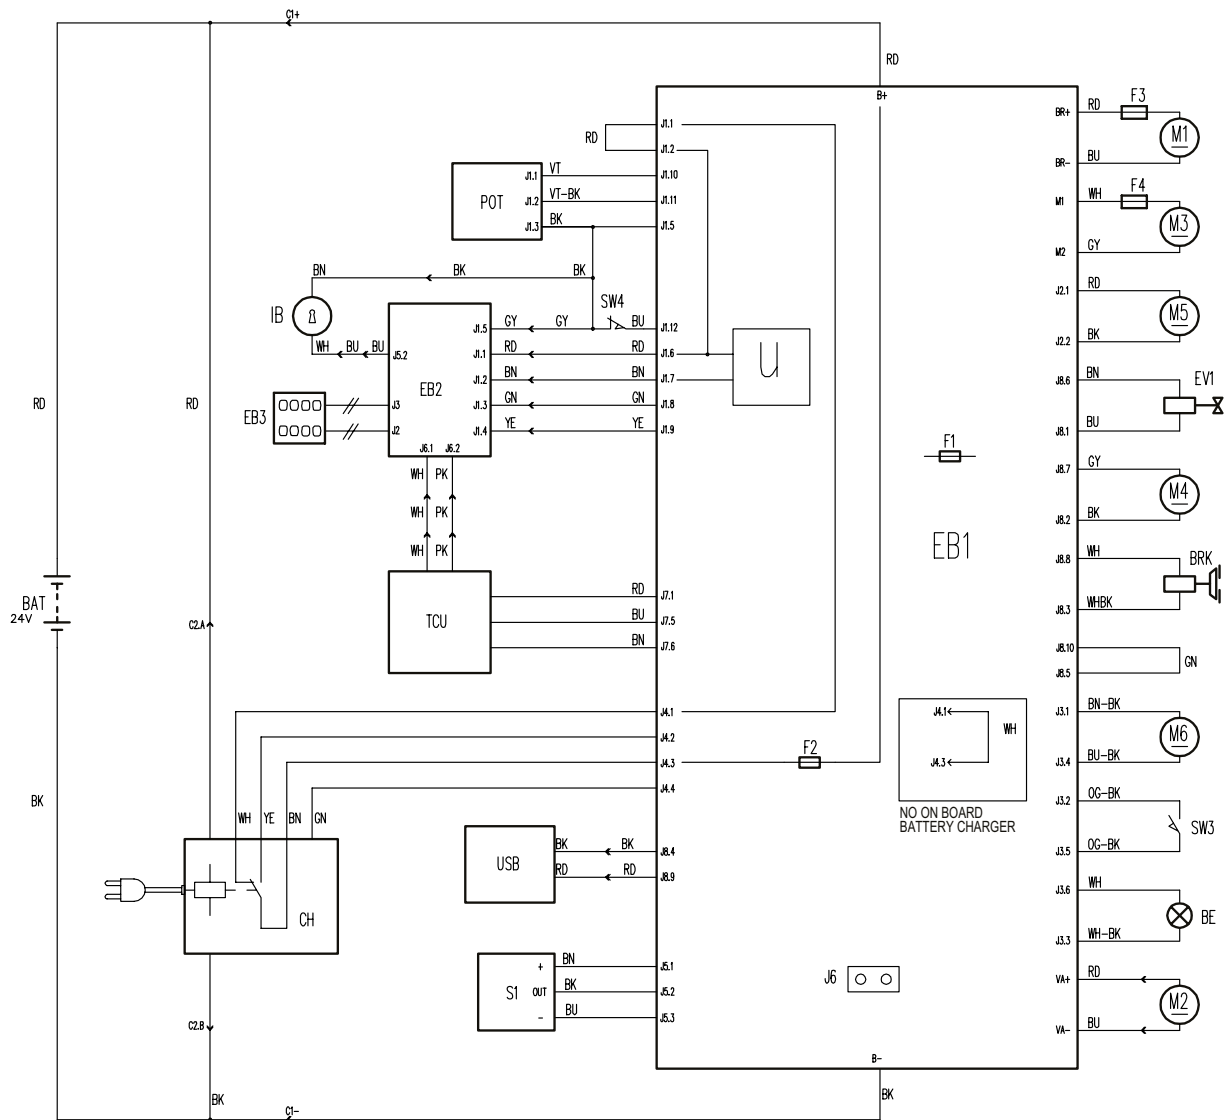 C1+
RD
B+
BR+ RD F3
M1
BR- BU
J1.1
RD
J1.2
J1.1 VT J1.10
POT J1.2 VT-BK J1.11
J1.3 BK J1.5
M1 WH F4
M3
M2 GY
BN BK BK
IB
SW4
J1.5 GY GY BU J1.12
WH BU BU J5.2
J1.1 RD RD J1.6
U
J1.2 BN BN J1.7
EB2
J1.3 GN GN J1.8
J1.4 YE YE J1.9
EB3
J3
J2
J6.1 J6.2
J2.1 RD
M5
J2.2 BK
J8.6 BN
EV1
J8.1 BU
RD RD
F1
WH PK
WH PK
WH PK
J8.7 GY
M4
J8.2 BK
EB1
J8.8 WH
BRK
J8.3 WHBK
BAT
24V
TCU
RD J7.1
BU J7.5
BN J7.6
C2.A
J8.10
GN
J8.5
J4.1
J4.2
J4.3
J4.4
F2
J4.1
WH
J4.3
NO ON BOARD
BATTERY CHARGER
J3.1 BN-BK
M6
J3.4 BU-BK
J3.2 OG-BK
SW3
J3.5 OG-BK
BK
WH YE BN GN
CH
USB
BK BK J8.4
RD RD J8.9
J3.6 WH
BE
J3.3 WH-BK
S1
+ BN J5.1
OUT BK J5.2
- BU J5.3
J6
VA+ RD
M2
VA- BU
C2.B
B-
BK
BK
C1-